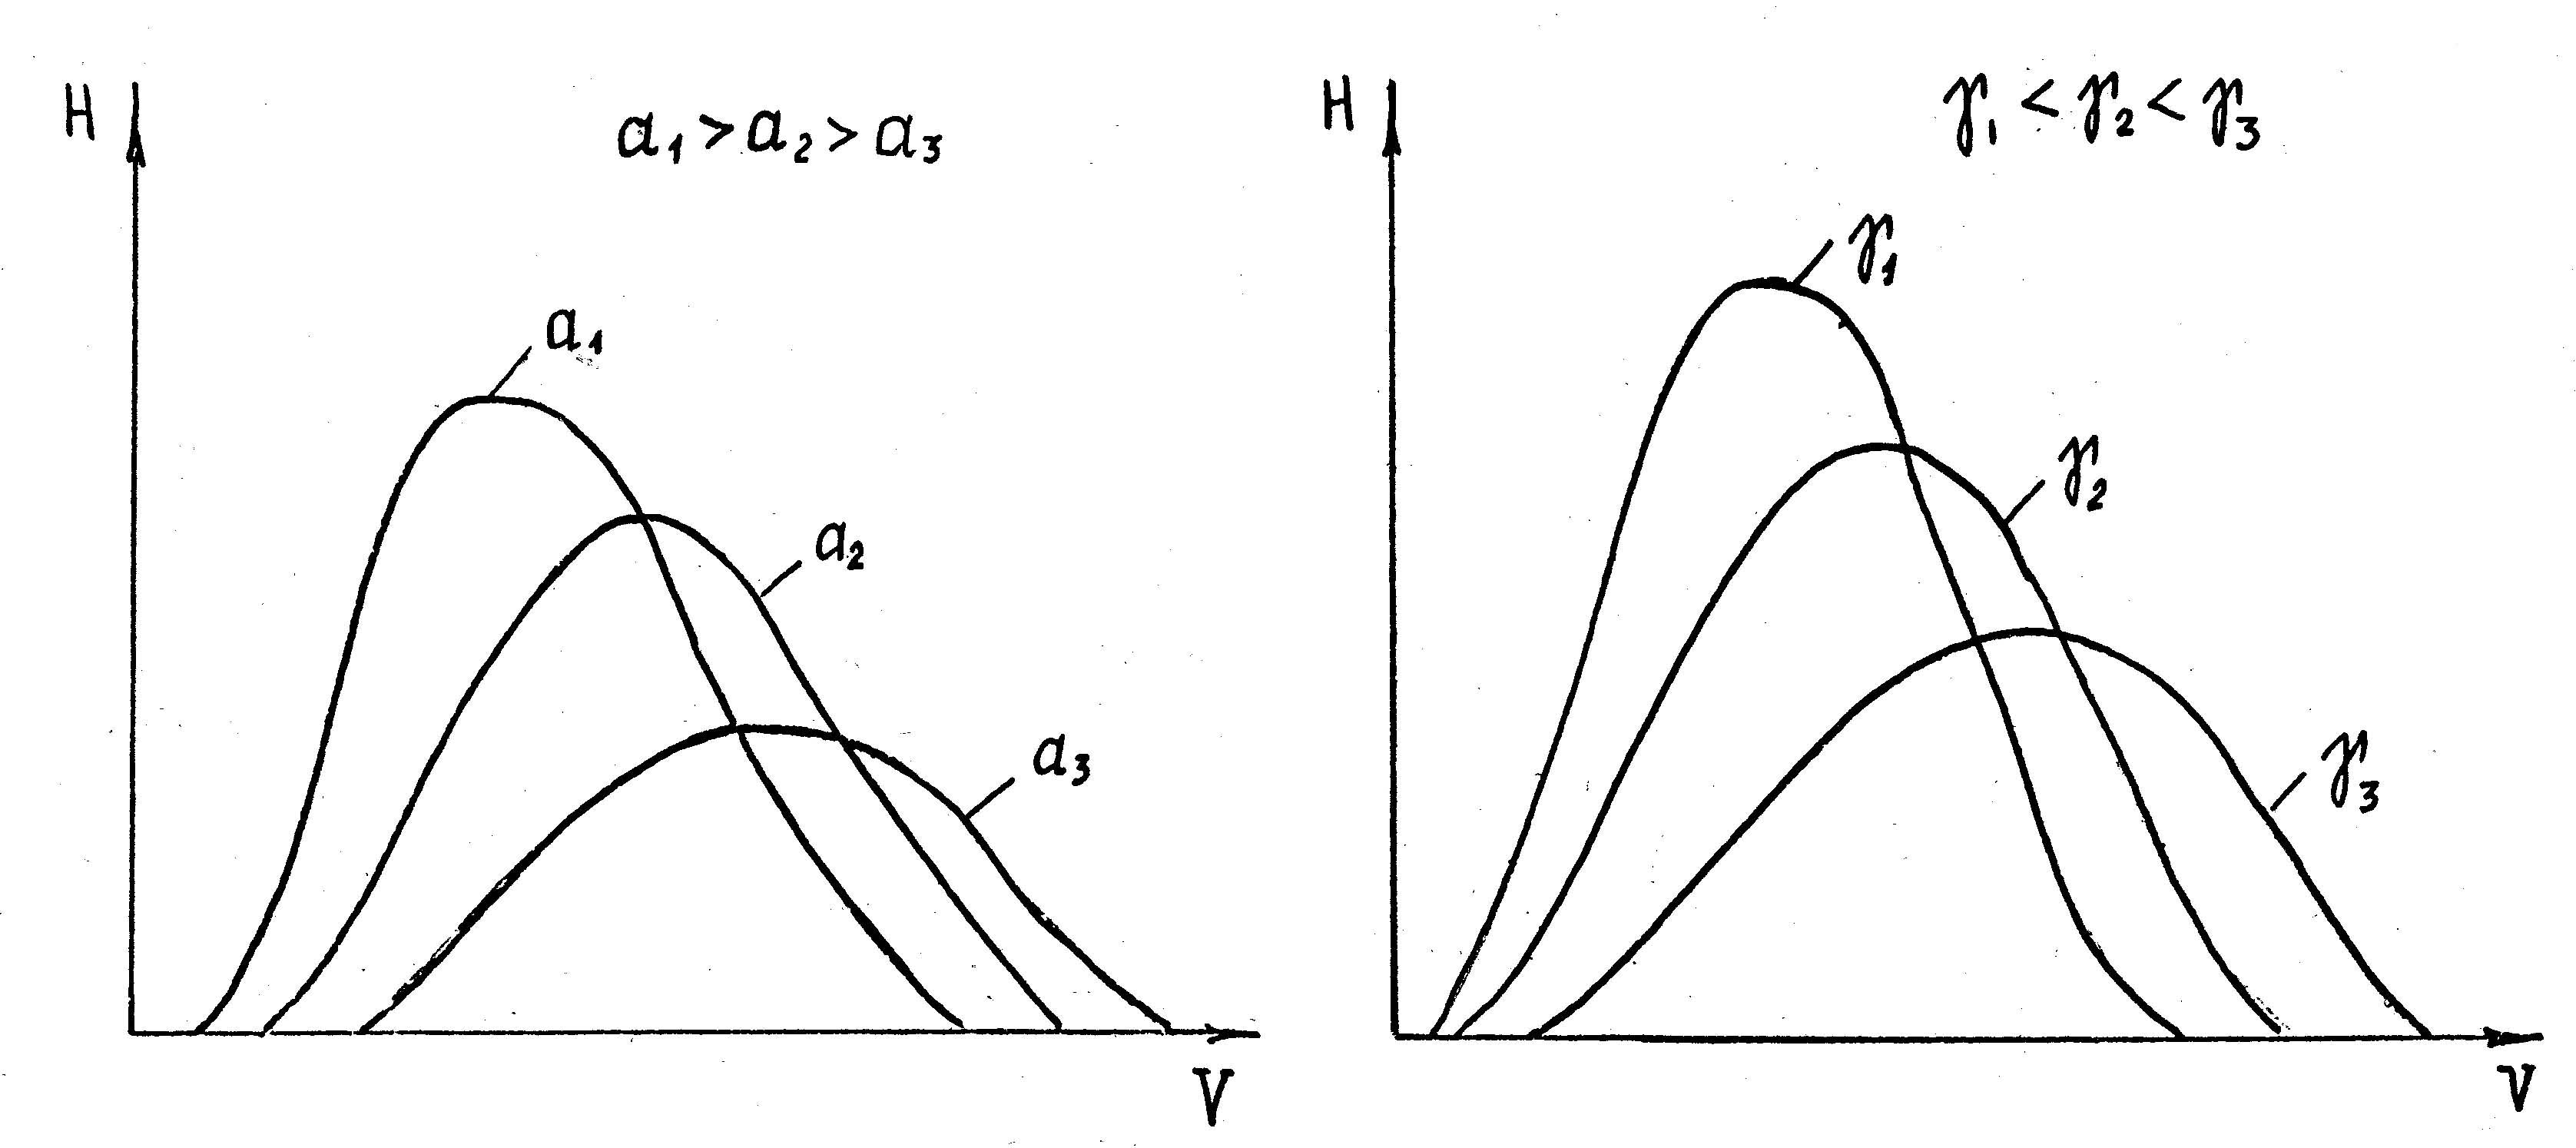 H
a₁ > a₂ > a₃
a₁
a₂
a₃
V
H
γ₁ < γ₂ < γ₃
γ₁
γ₂
γ₃
V